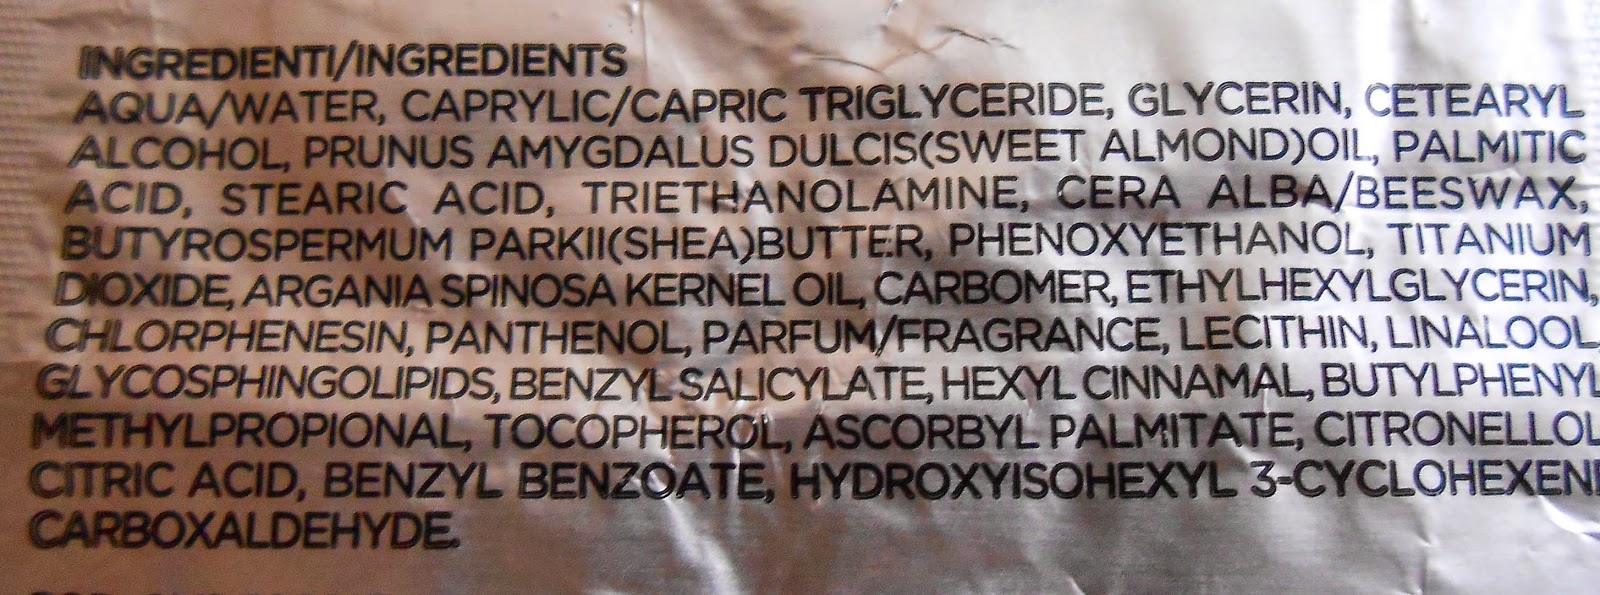 INGREDIENTI/INGREDIENTS
AQUA/WATER, CAPRYLIC/CAPRIC TRIGLYCERIDE, GLYCERIN, CETEARYL
ALCOHOL, PRUNUS AMYGDALUS DULCIS(SWEET ALMOND)OIL, PALMITIC
ACID, STEARIC ACID, TRIETHANOLAMINE, CERA ALBA/BEESWAX,
BUTYROSPERMUM PARKII(SHEA)BUTTER, PHENOXYETHANOL, TITANIUM
DIOXIDE, ARGANIA SPINOSA KERNEL OIL, CARBOMER, ETHYLHEXYLGLYCERIN,
CHLORPHENESIN, PANTHENOL, PARFUM/FRAGRANCE, LECITHIN, LINALOOL
GLYCOSPHINGOLIPIDS, BENZYL SALICYLATE, HEXYL CINNAMAL, BUTYLPHENYL
METHYLPROPIONAL, TOCOPHEROL, ASCORBYL PALMITATE, CITRONELLOL
CITRIC ACID, BENZYL BENZOATE, HYDROXYISOHEXYL 3-CYCLOHEXENE
CARBOXALDEHYDE.